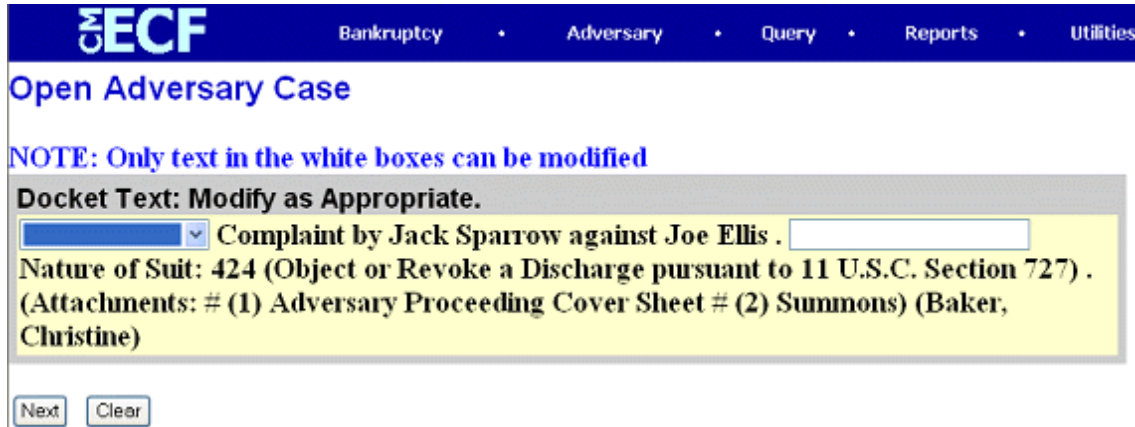 CM ECF Bankruptcy • Adversary • Query • Reports • Utilities
Open Adversary Case
NOTE: Only text in the white boxes can be modified
Docket Text: Modify as Appropriate.
Complaint by Jack Sparrow against Joe Ellis .
Nature of Suit: 424 (Object or Revoke a Discharge pursuant to 11 U.S.C. Section 727) .
(Attachments: # (1) Adversary Proceeding Cover Sheet # (2) Summons) (Baker,
Christine)
Next Clear